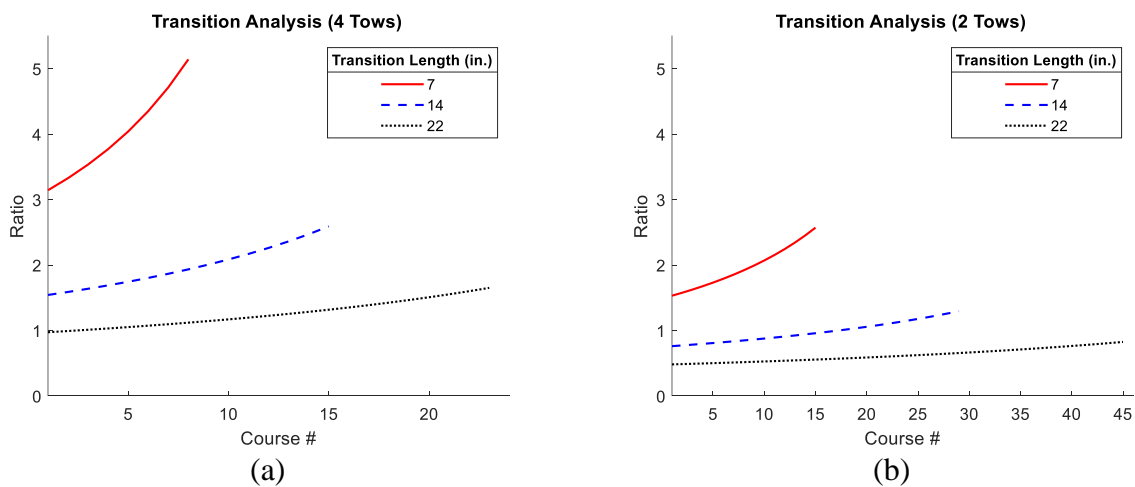 Transition Analysis (4 Tows)
Transition Length (in.)
7
14
22
5
4
3
2
1
0
Ratio
5 10 15 20
Course #
(a)
Transition Analysis (2 Tows)
Transition Length (in.)
7
14
22
5
4
3
2
1
0
Ratio
5 10 15 20 25 30 35 40 45
Course #
(b)